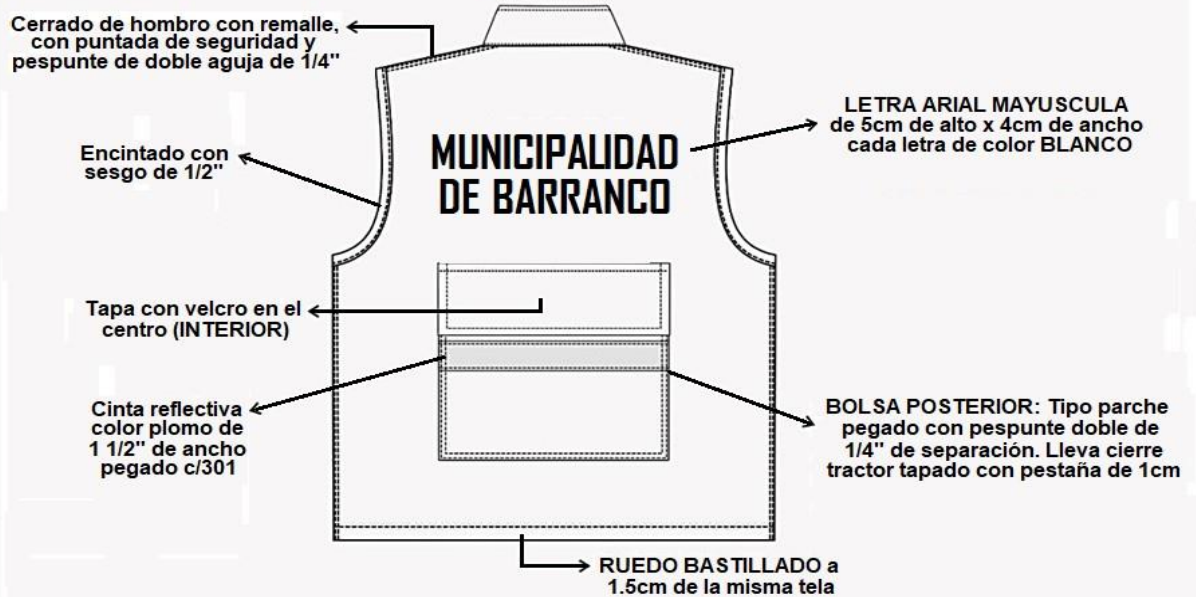 Cerrado de hombro con remalle,
con puntada de seguridad y
pespunte de doble aguja de 1/4"
LETRA ARIAL MAYUSCULA
de 5cm de alto x 4cm de ancho
cada letra de color BLANCO
MUNICIPALIDAD
DE BARRANCO
Encintado con
sesgo de 1/2"
Tapa con velcro en el
centro (INTERIOR)
Cinta reflectiva
color plomo de
1 1/2" de ancho
pegado c/301
BOLSA POSTERIOR: Tipo parche
pegado con pespunte doble de
1/4" de separación. Lleva cierre
tractor tapado con pestaña de 1cm
RUEDO BASTILLADO a
1.5cm de la misma tela